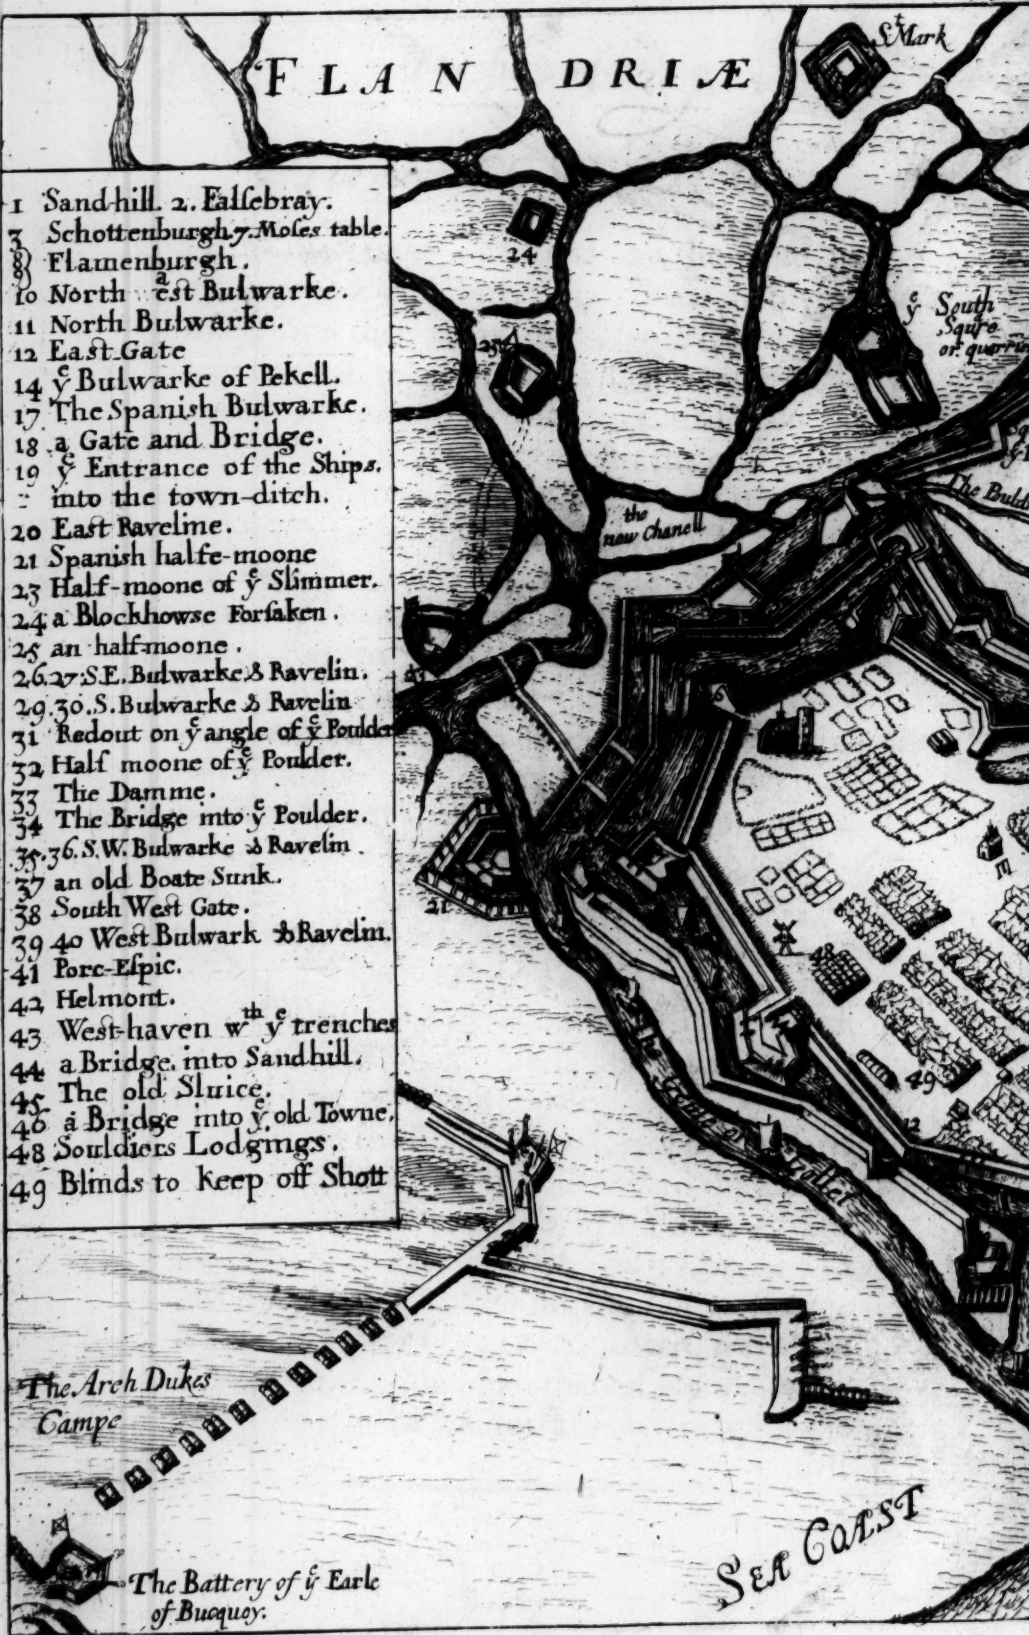 FLANDRIÆ
St Mark
1 Sand-hill. 2. Falſebray.
3 Schottenburgh. 7. Moſes table.
8 Flamenburgh.
10 North east Bulwarke.
11 North Bulwarke.
12 East Gate
14 ye Bulwarke of Pekell.
17 The Spanish Bulwarke.
18 a Gate and Bridge.
19 ye Entrance of the Ships,
into the town-ditch.
20 East Raveline.
21 Spanish halfe-moone
23 Half-moone of ye Slimmer.
24 a Blockhowse Forſaken.
25 an half-moone.
26.27. S.E. Bulwarke & Ravelin.
29.30. S. Bulwarke & Ravelin
31 Redout on ye angle of ye Poulder
32 Half moone of ye Poulder.
33 The Damme.
34 The Bridge into ye Poulder.
35.36. S.W. Bulwarke & Ravelin.
37 an old Boate Sunk.
38 South West Gate.
39 40 West Bulwark & Ravelin.
41 Porc-Eſpic.
42 Helmont.
43 West-haven wth ye trenches
44 a Bridge into Sandhill.
45 The old Sluice.
46 a Bridge into ye old Towne.
48 Souldiers Lodgings.
49 Blinds to keep off Shott
24
25
ye South
Squre
or quarrin
The Buld
the
new Chanell
21
48
49
12
The Arch Dukes
Campe
The Battery of ye Earle
of Bucquoy.
SEA COAST